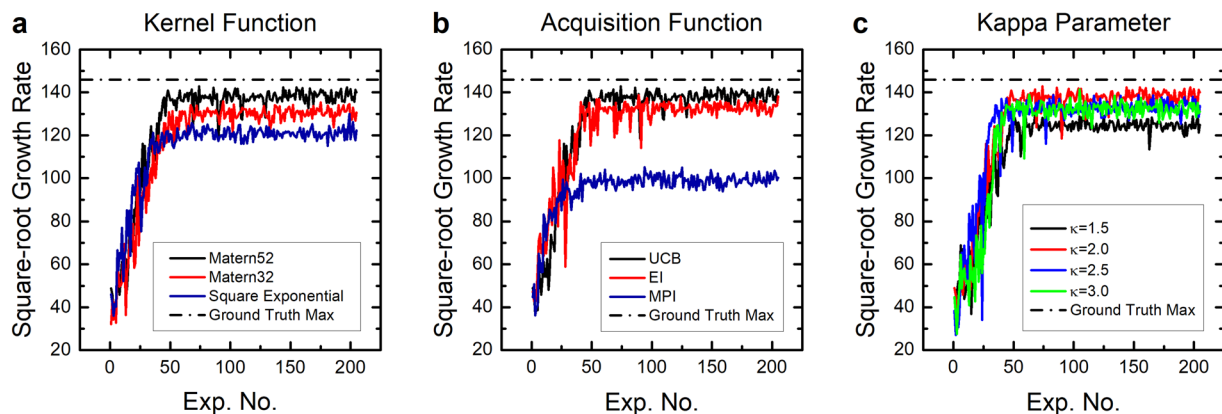 a Kernel Function
160
140
120
100
80
60
40
20
Square-root Growth Rate
Matern52
Matern32
Square Exponential
Ground Truth Max
0 50 100 150 200
Exp. No.
b Acquisition Function
160
140
120
100
80
60
40
20
Square-root Growth Rate
UCB
EI
MPI
Ground Truth Max
0 50 100 150 200
Exp. No.
c Kappa Parameter
160
140
120
100
80
60
40
20
Square-root Growth Rate
κ=1.5
κ=2.0
κ=2.5
κ=3.0
Ground Truth Max
0 50 100 150 200
Exp. No.